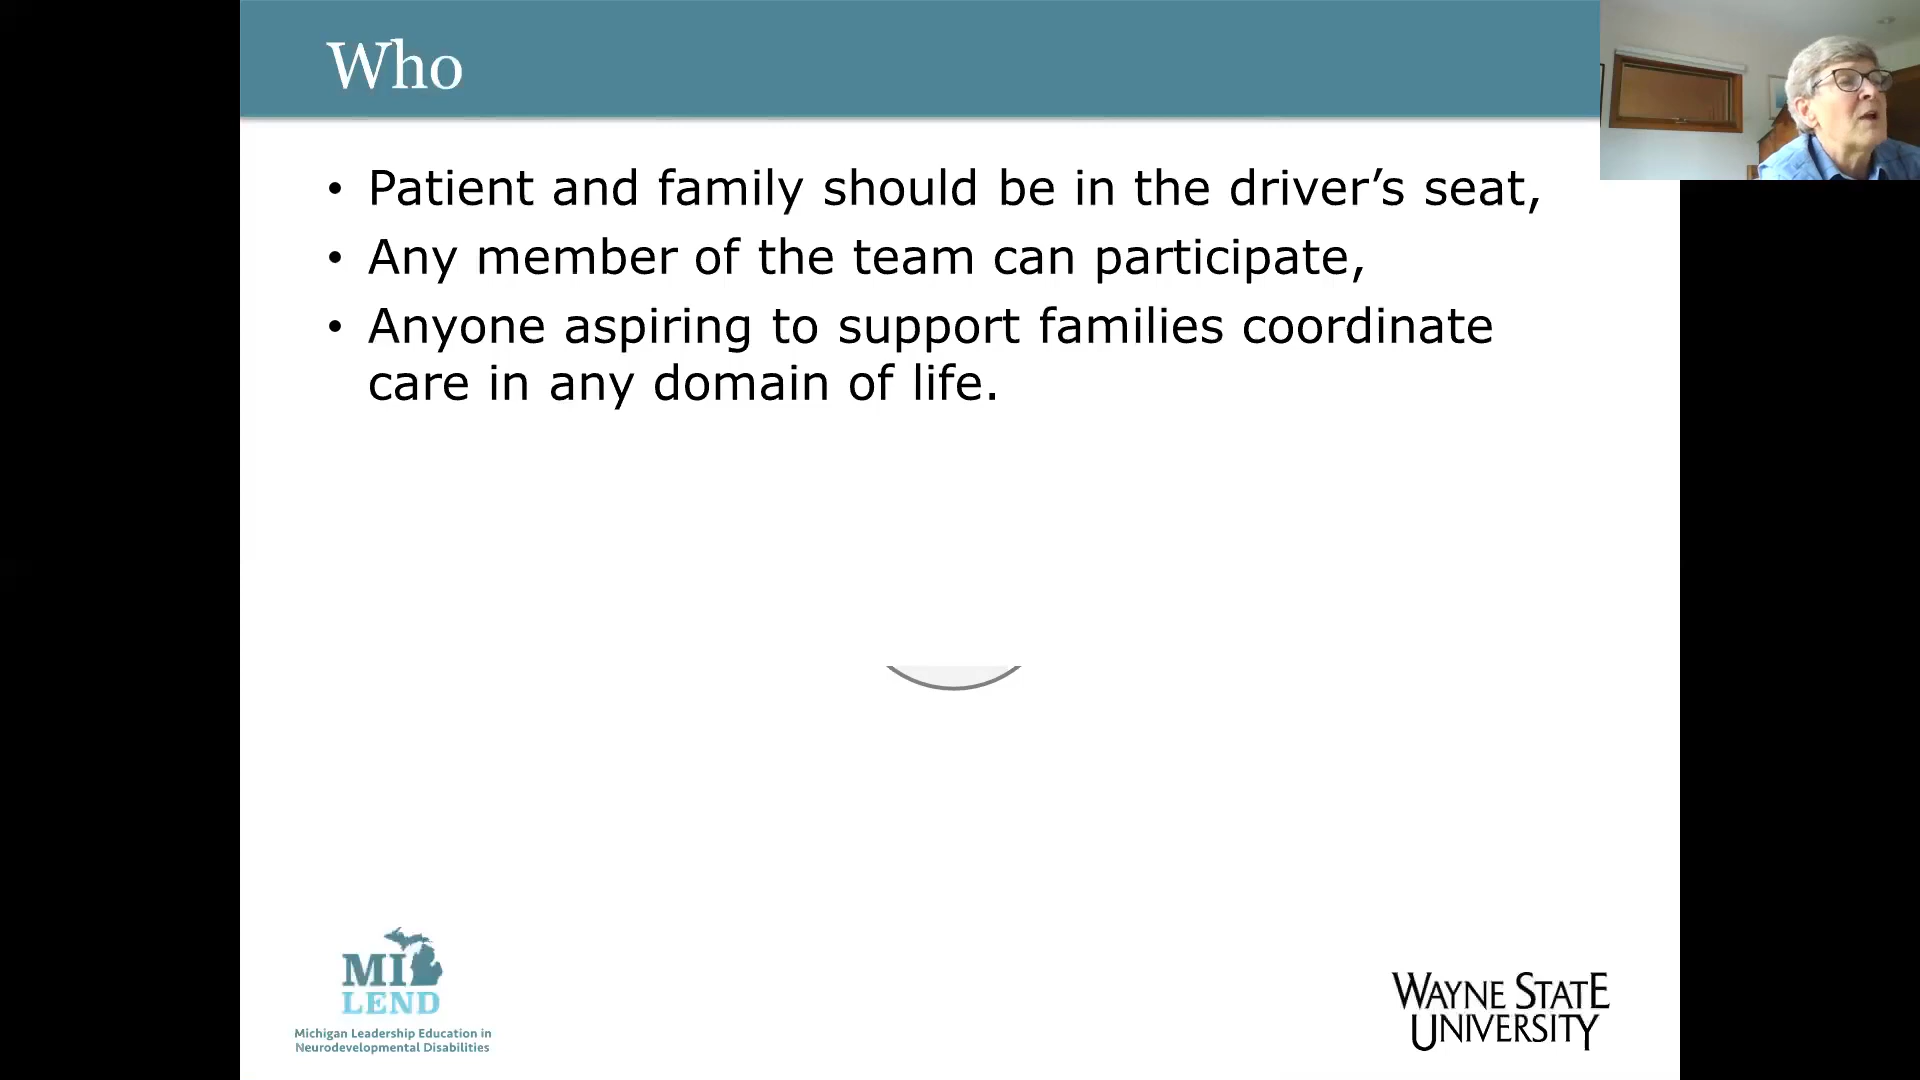 Who
• Patient and family should be in the driver’s seat,
• Any member of the team can participate,
• Anyone aspiring to support families coordinate
care in any domain of life.
MI
LEND
Michigan Leadership Education in
Neurodevelopmental Disabilities
WAYNE STATE
UNIVERSITY